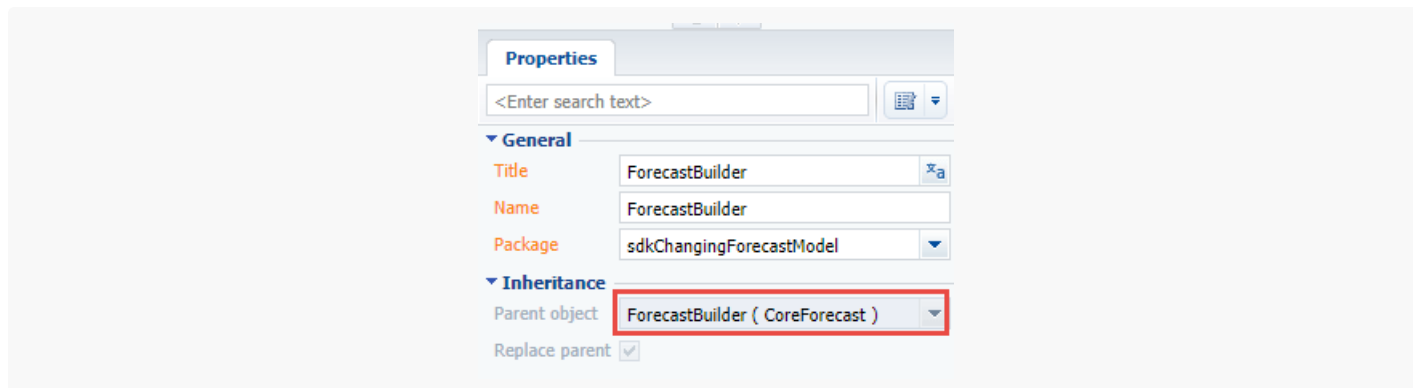 Properties
<Enter search text>
General
Title ForecastBuilder
Name ForecastBuilder
Package sdkChangingForecastModel
Inheritance
Parent object ForecastBuilder ( CoreForecast )
Replace parent